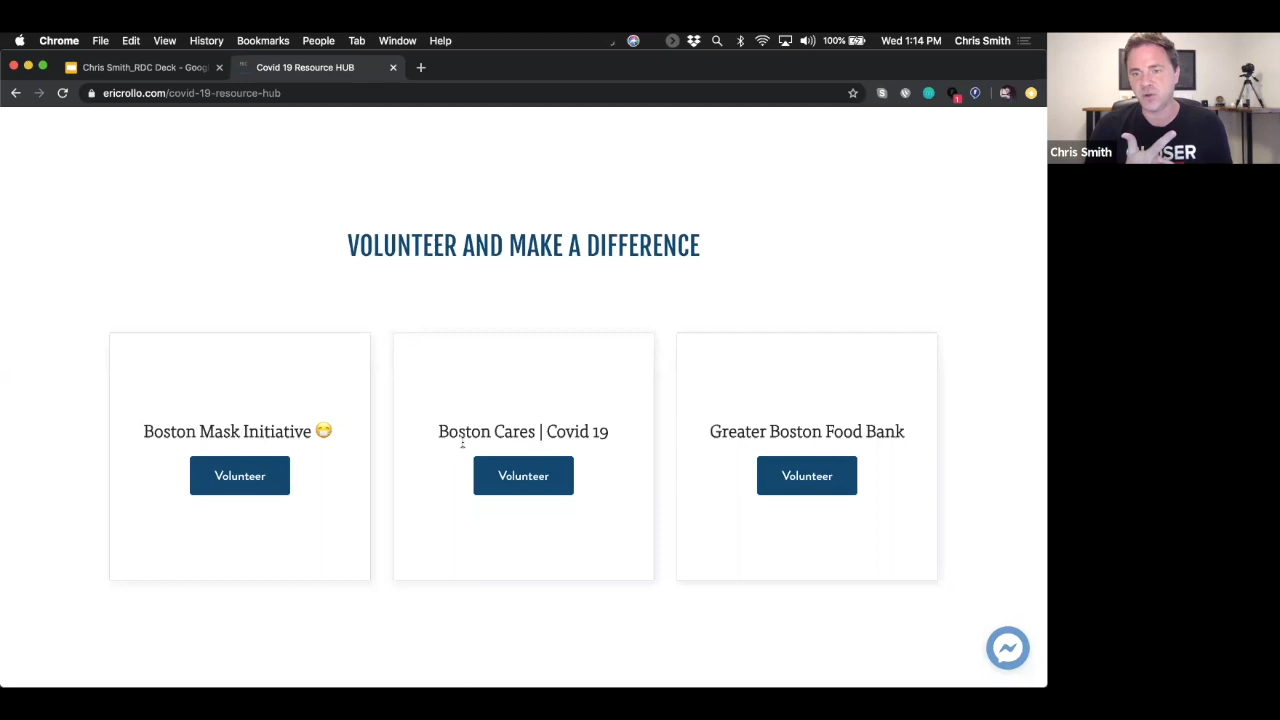 Chrome File Edit View History Bookmarks People Tab Window Help 100% Wed 1:14 PM Chris Smith
Chris Smith_RDC Deck - Goog Covid 19 Resource HUB
ericrollo.com/covid-19-resource-hub
1
Chris Smith
VOLUNTEER AND MAKE A DIFFERENCE
Boston Mask Initiative 😷 Boston Cares | Covid 19 Greater Boston Food Bank
Volunteer Volunteer Volunteer